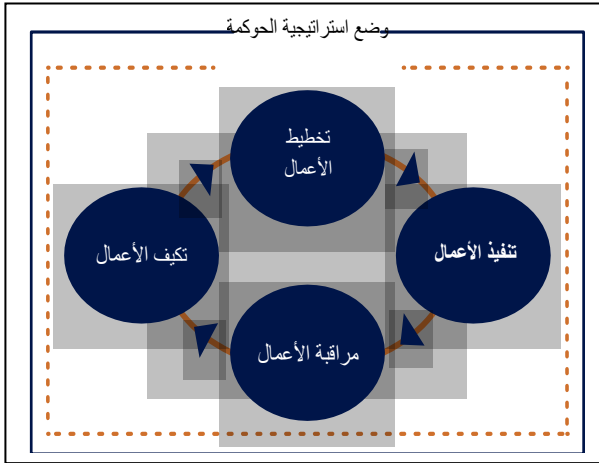 وضع استراتيجية الحوكمة
تخطيط
الأعمال
تنفيذ الأعمال
تكيف الأعمال
مراقبة الأعمال